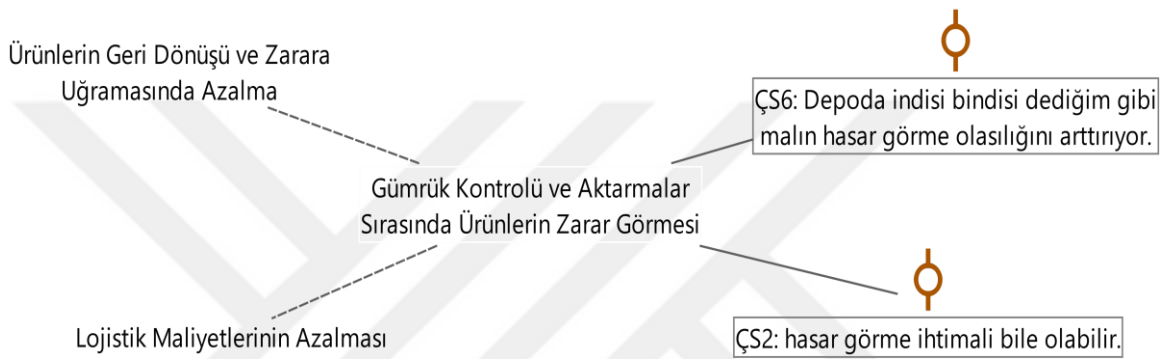 Ürünlerin Geri Dönüşü ve Zarara
Uğramasında Azalma
ÇS6: Depoda indisi bindisi dediğim gibi
malın hasar görme olasılığını arttırıyor.
Gümrük Kontrolü ve Aktarmalar
Sırasında Ürünlerin Zarar Görmesi
Lojistik Maliyetlerinin Azalması
ÇS2: hasar görme ihtimali bile olabilir.